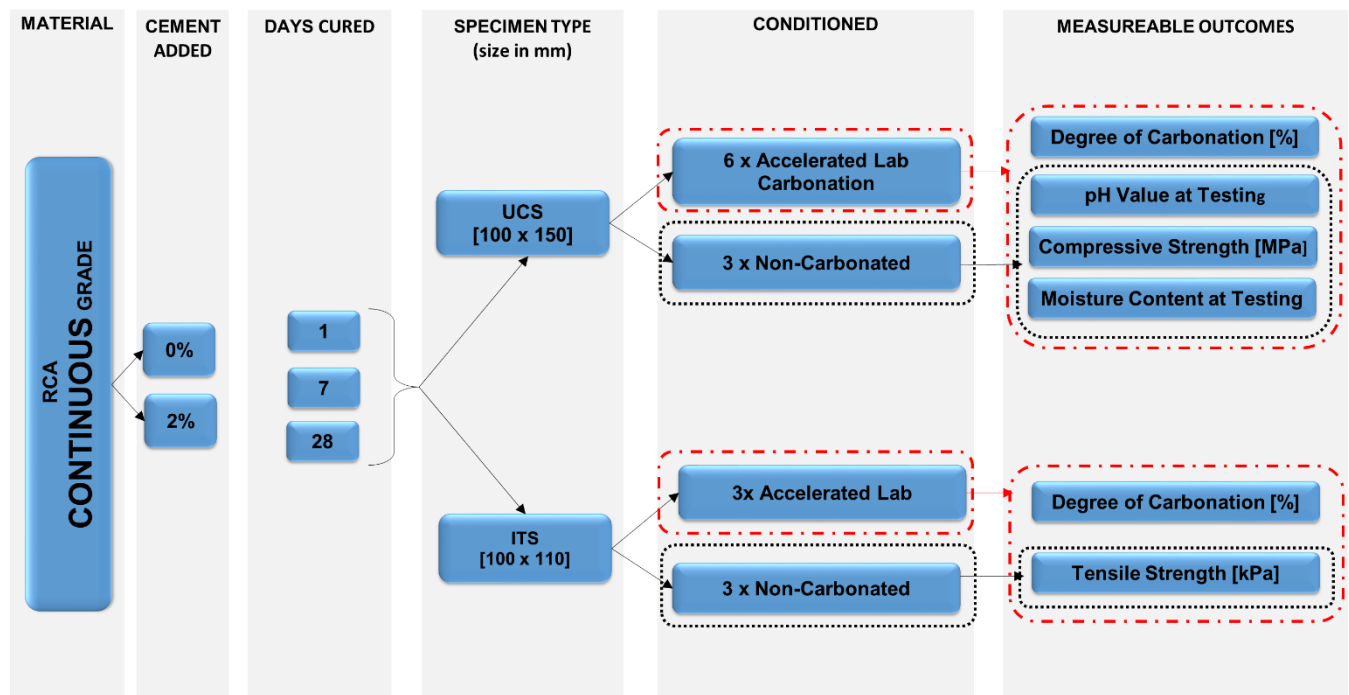 MATERIAL
CEMENT
ADDED
DAYS CURED
SPECIMEN TYPE
(size in mm)
CONDITIONED
MEASUREABLE OUTCOMES
RCA
CONTINUOUS GRADE
0%
2%
1
7
28
UCS
[100 x 150]
ITS
[100 x 110]
6 x Accelerated Lab
Carbonation
3 x Non-Carbonated
3x Accelerated Lab
3 x Non-Carbonated
Degree of Carbonation [%]
pH Value at Testing
Compressive Strength [MPa]
Moisture Content at Testing
Degree of Carbonation [%]
Tensile Strength [kPa]